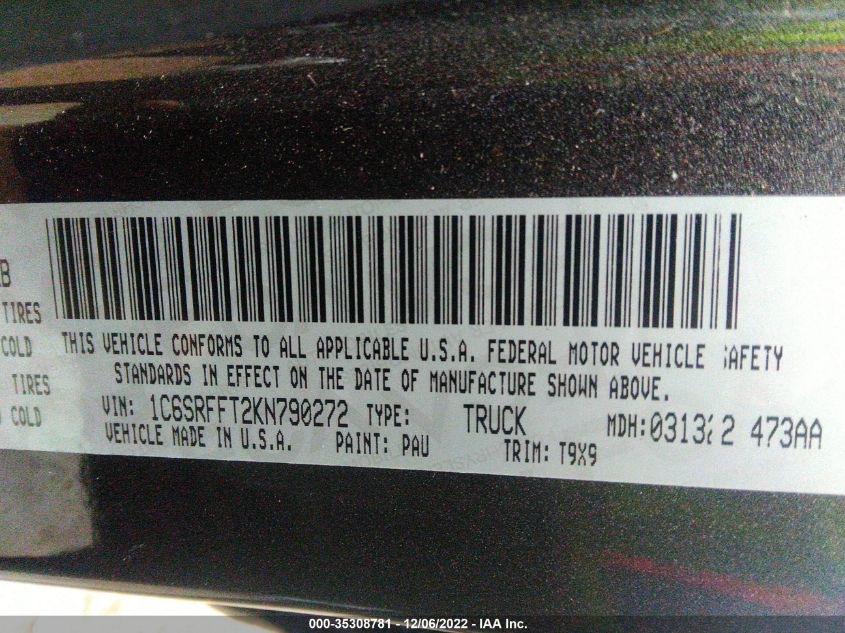 TIRES
COLD
TIRES
COLD
THIS VEHICLE CONFORMS TO ALL APPLICABLE U.S.A. FEDERAL MOTOR VEHICLE SAFETY
STANDARDS IN EFFECT ON THE DATE OF MANUFACTURE SHOWN ABOVE.
VIN: 1C6SRFFT2KN790272 TYPE: TRUCK MDH: 473AA
VEHICLE MADE IN U.S.A. PAINT: PAU TRIM: T9X9
000-35308781 - 12/06/2022 - IAA Inc.